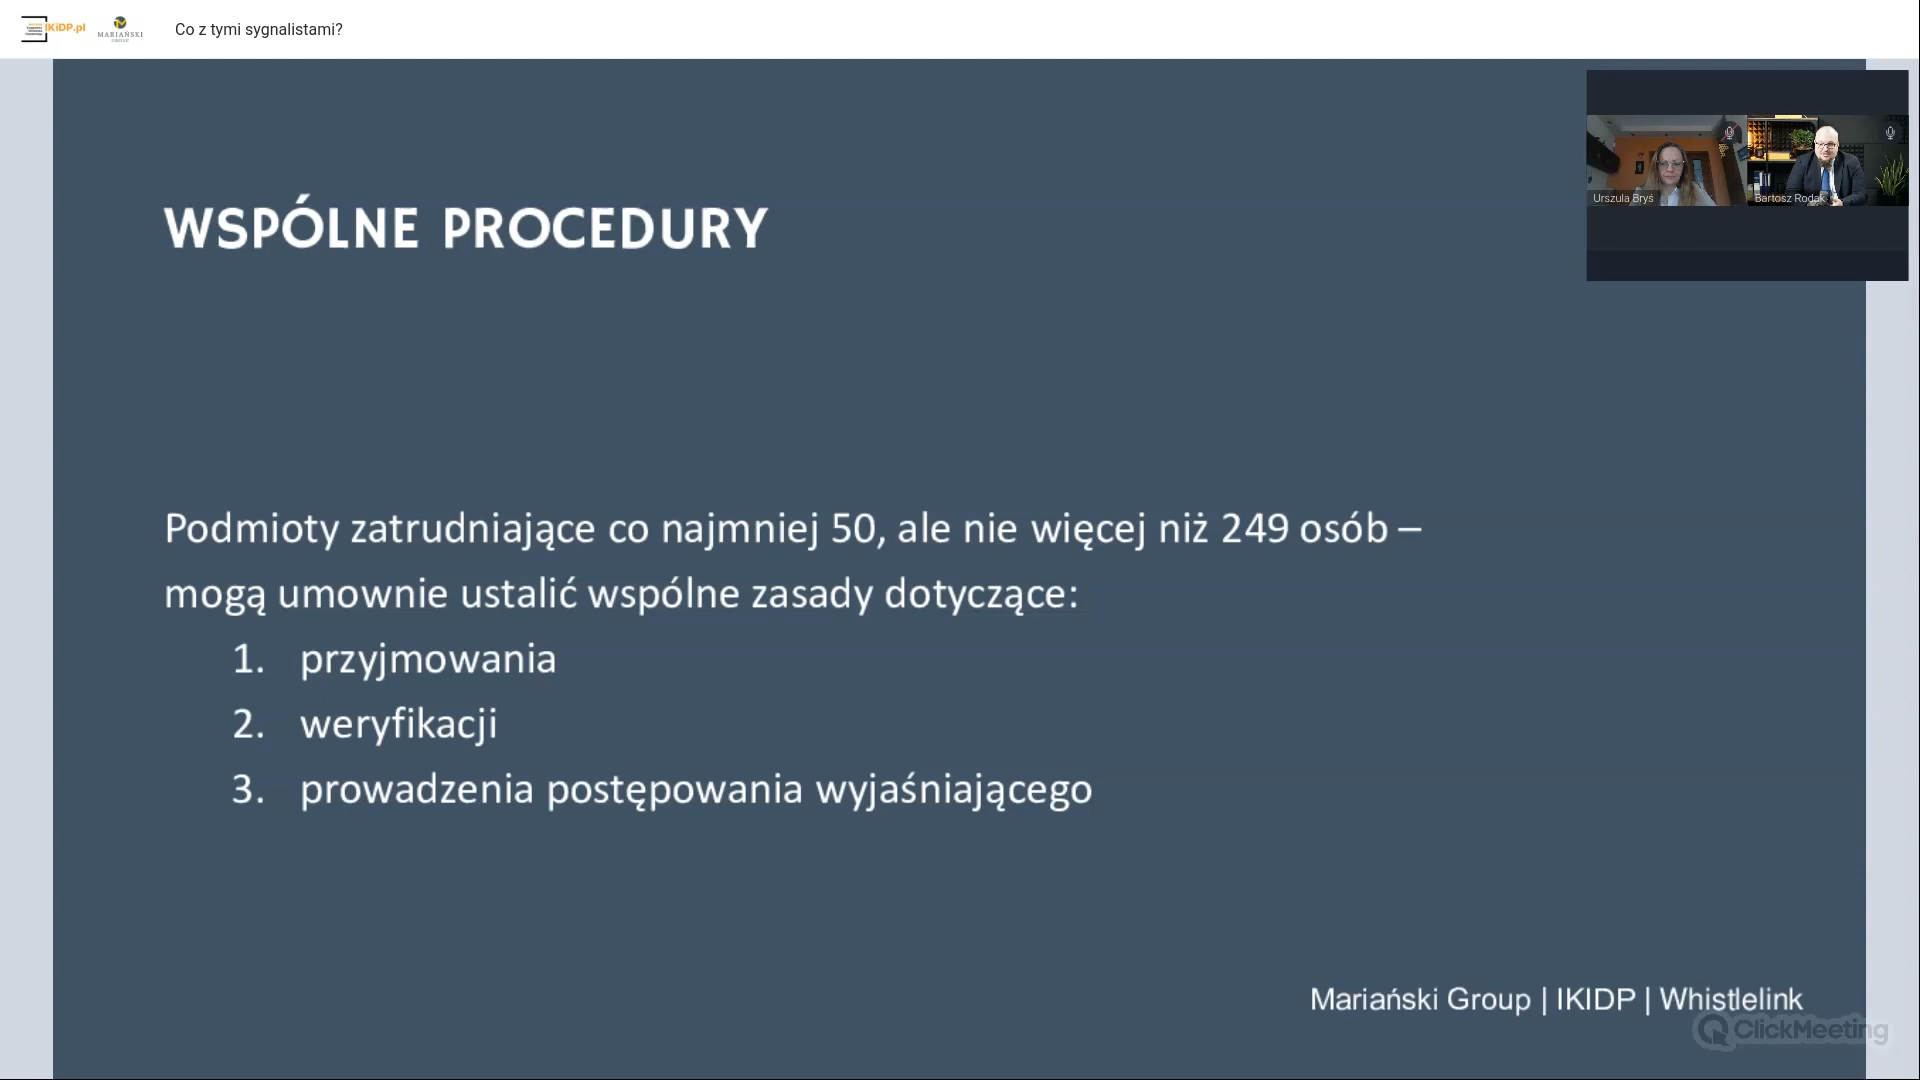 IKiDP.pl
MARIAŃSKI
GROUP
Co z tymi sygnalistami?
Urszula Bryś
Bartosz Rodak
WSPÓLNE PROCEDURY
Podmioty zatrudniające co najmniej 50, ale nie więcej niż 249 osób –
mogą umownie ustalić wspólne zasady dotyczące:
1. przyjmowania
2. weryfikacji
3. prowadzenia postępowania wyjaśniającego
Mariański Group | IKIDP | Whistlelink
ClickMeeting